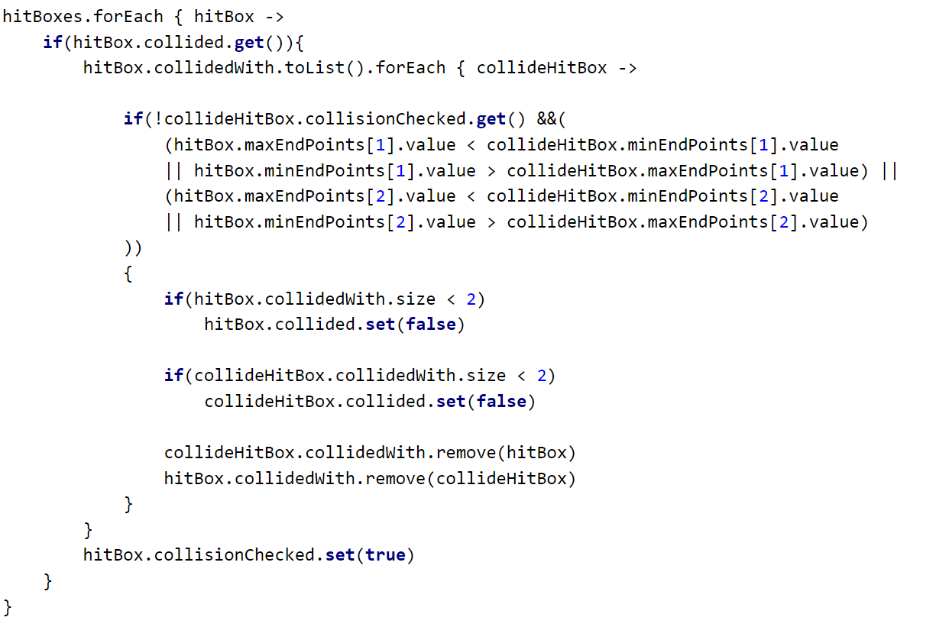 hitBoxes.forEach { hitBox ->
    if(hitBox.collided.get()){
        hitBox.collidedWith.toList().forEach { collideHitBox ->

            if(!collideHitBox.collisionChecked.get() &&(
                (hitBox.maxEndPoints[1].value < collideHitBox.minEndPoints[1].value
                || hitBox.minEndPoints[1].value > collideHitBox.maxEndPoints[1].value) ||
                (hitBox.maxEndPoints[2].value < collideHitBox.minEndPoints[2].value
                || hitBox.minEndPoints[2].value > collideHitBox.maxEndPoints[2].value)
            ))
            {
                if(hitBox.collidedWith.size < 2)
                    hitBox.collided.set(false)

                if(collideHitBox.collidedWith.size < 2)
                    collideHitBox.collided.set(false)

                collideHitBox.collidedWith.remove(hitBox)
                hitBox.collidedWith.remove(collideHitBox)
            }
        }
        hitBox.collisionChecked.set(true)
    }
}